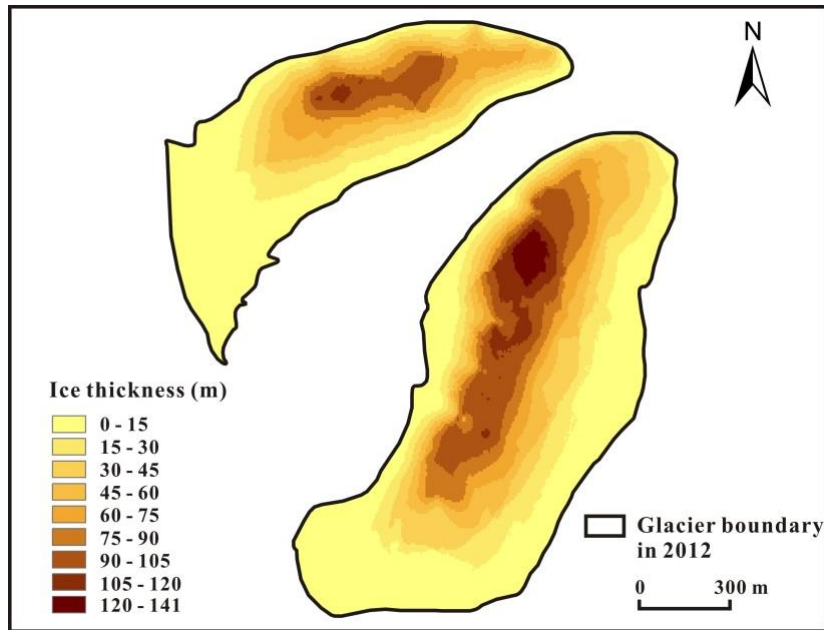 N
Ice thickness (m)
0 - 15
15 - 30
30 - 45
45 - 60
60 - 75
75 - 90
90 - 105
105 - 120
120 - 141
Glacier boundary
in 2012
0 300 m